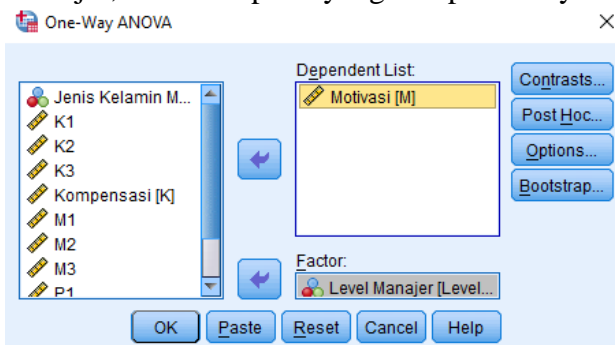 One-Way ANOVA
Jenis Kelamin M...
K1
K2
K3
Kompensasi [K]
M1
M2
M3
P1
Dependent List:
Motivasi [M]
Factor:
Level Manajer [Level...
Contrasts...
Post Hoc...
Options...
Bootstrap...
OK Paste Reset Cancel Help